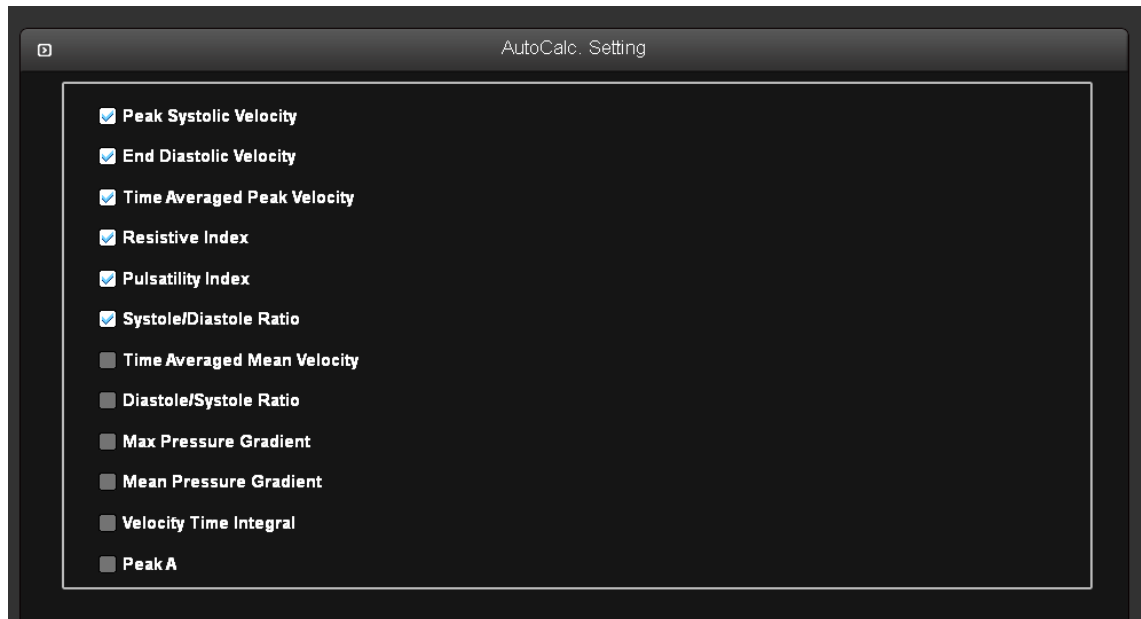 AutoCalc. Setting
Peak Systolic Velocity
End Diastolic Velocity
Time Averaged Peak Velocity
Resistive Index
Pulsatility Index
Systole/Diastole Ratio
Time Averaged Mean Velocity
Diastole/Systole Ratio
Max Pressure Gradient
Mean Pressure Gradient
Velocity Time Integral
Peak A